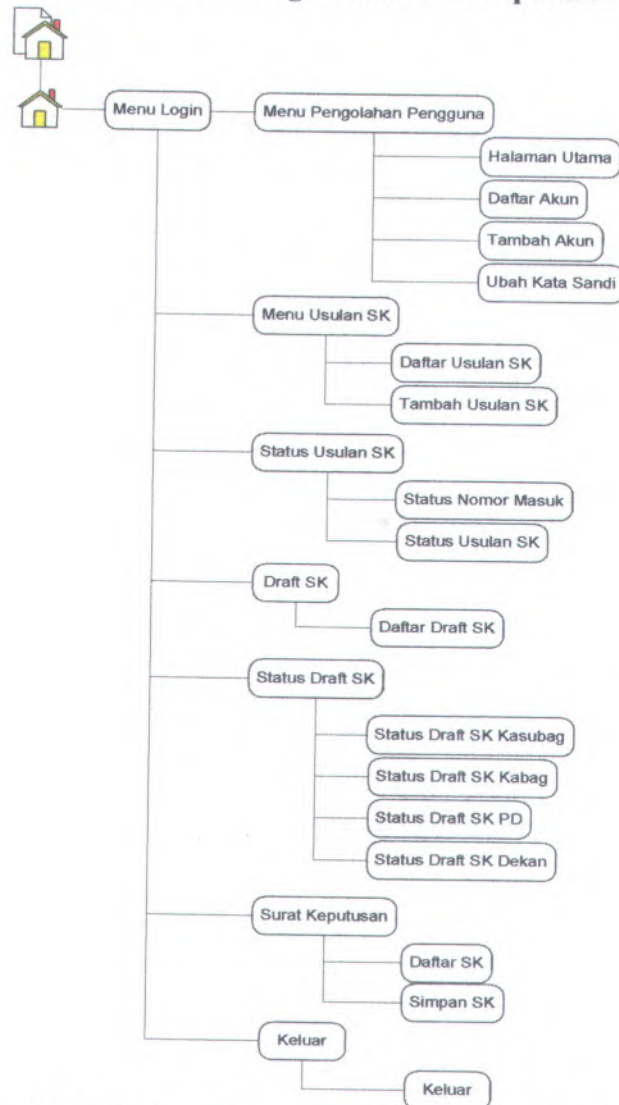 Menu Login
Menu Pengolahan Pengguna
Halaman Utama
Daftar Akun
Tambah Akun
Ubah Kata Sandi
Menu Usulan SK
Daftar Usulan SK
Tambah Usulan SK
Status Usulan SK
Status Nomor Masuk
Status Usulan SK
Draft SK
Daftar Draft SK
Status Draft SK
Status Draft SK Kasubag
Status Draft SK Kabag
Status Draft SK PD
Status Draft SK Dekan
Surat Keputusan
Daftar SK
Simpan SK
Keluar
Keluar